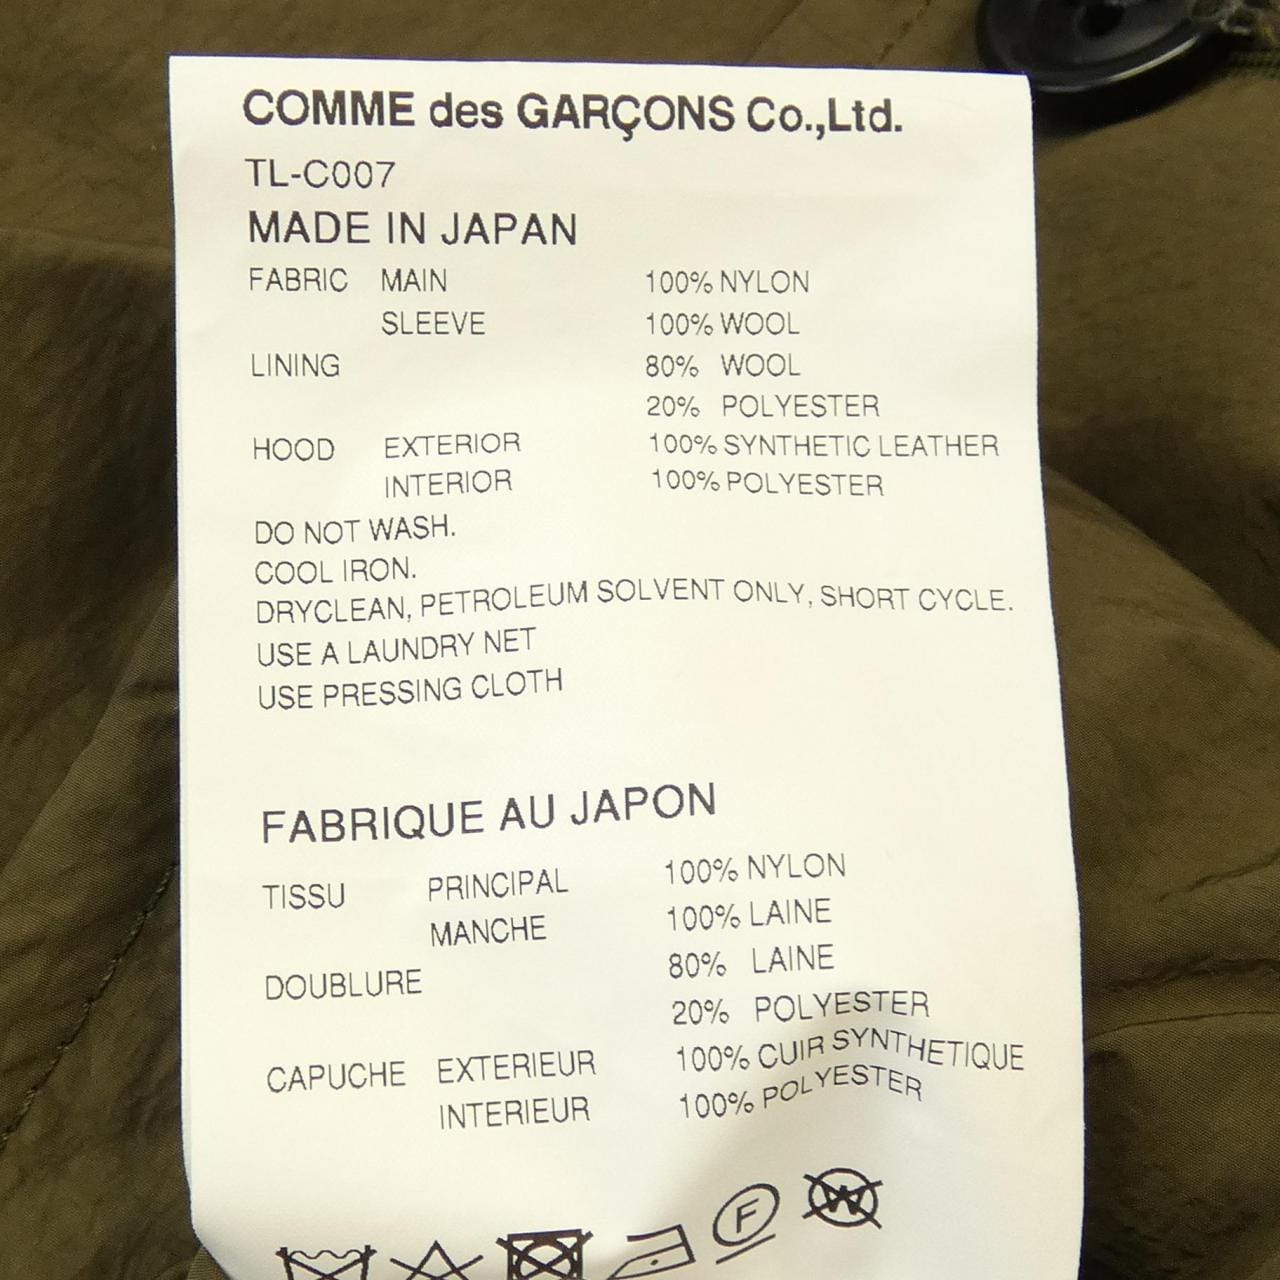 COMME des GARÇONS Co.,Ltd.
TL-C007
MADE IN JAPAN
FABRIC MAIN 100% NYLON
SLEEVE 100% WOOL
LINING 80% WOOL
20% POLYESTER
HOOD EXTERIOR 100% SYNTHETIC LEATHER
INTERIOR 100% POLYESTER
DO NOT WASH.
COOL IRON.
DRYCLEAN, PETROLEUM SOLVENT ONLY, SHORT CYCLE.
USE A LAUNDRY NET
USE PRESSING CLOTH
FABRIQUE AU JAPON
TISSU PRINCIPAL 100% NYLON
MANCHE 100% LAINE
DOUBLURE 80% LAINE
20% POLYESTER
CAPUCHE EXTERIEUR 100% CUIR SYNTHETIQUE
INTERIEUR 100% POLYESTER
F W